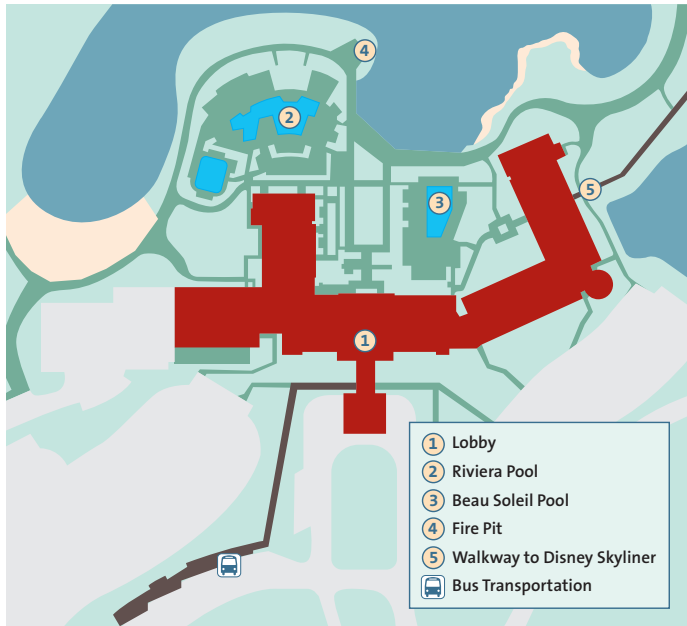 4
2
3
5
1
1 Lobby
2 Riviera Pool
3 Beau Soleil Pool
4 Fire Pit
5 Walkway to Disney Skyliner
Bus Transportation